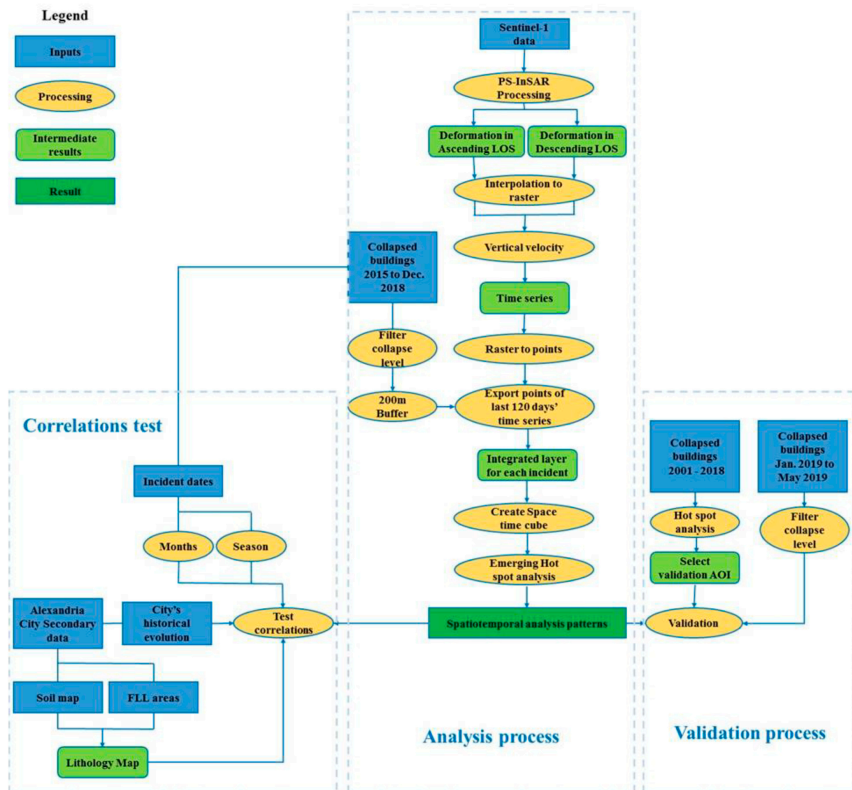 Legend
Inputs
Processing
Intermediate
results
Result
Sentinel-1
data
PS-InSAR
Processing
Deformation in
Ascending LOS
Deformation in
Descending LOS
Interpolation to
raster
Vertical velocity
Time series
Raster to points
Collapsed
buildings
2015 to Dec.
2018
Filter
collapse
level
200m
Buffer
Export points of
last 120 days'
time series
Integrated layer
for each incident
Create Space
time cube
Emerging Hot
spot analysis
Spatiotemporal analysis patterns
Analysis process
Correlations test
Incident dates
Months
Season
Alexandria
City Secondary
data
City's
historical
evolution
Test
correlations
Soil map
FLL areas
Lithology Map
Collapsed
buildings
2001 - 2018
Collapsed
buildings
Jan. 2019 to
May 2019
Hot spot
analysis
Filter
collapse
level
Select
validation AOI
Validation
Validation process